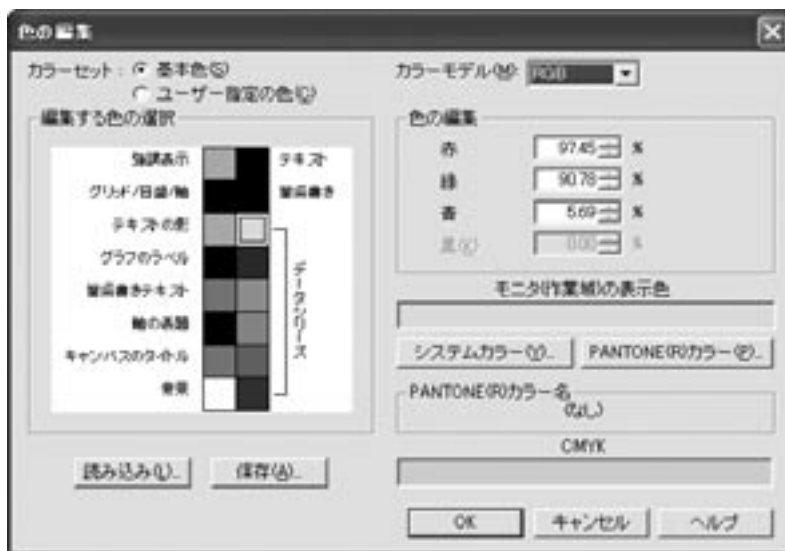 色の編集
カラーセット: 基本色(S)
ユーザー指定の色(C)
編集する色の選択
強調表示
テキスト
グリッド/目盛/軸
箇条書き
テキストの影
グラフのラベル
箇条書きテキスト
軸の表題
キャンバスのタイトル
背景
データシリーズ
読み込み(L)...
保存(A)...
カラーモデル(M): RGB
色の編集
赤 97.45 %
緑 90.78 %
青 5.69 %
黒(K) 0.00 %
モニタ(作業域)の表示色
システムカラー(Y)...
PANTONE(R)カラー(P)...
PANTONE(R)カラー名
(なし)
CMYK
OK
キャンセル
ヘルプ